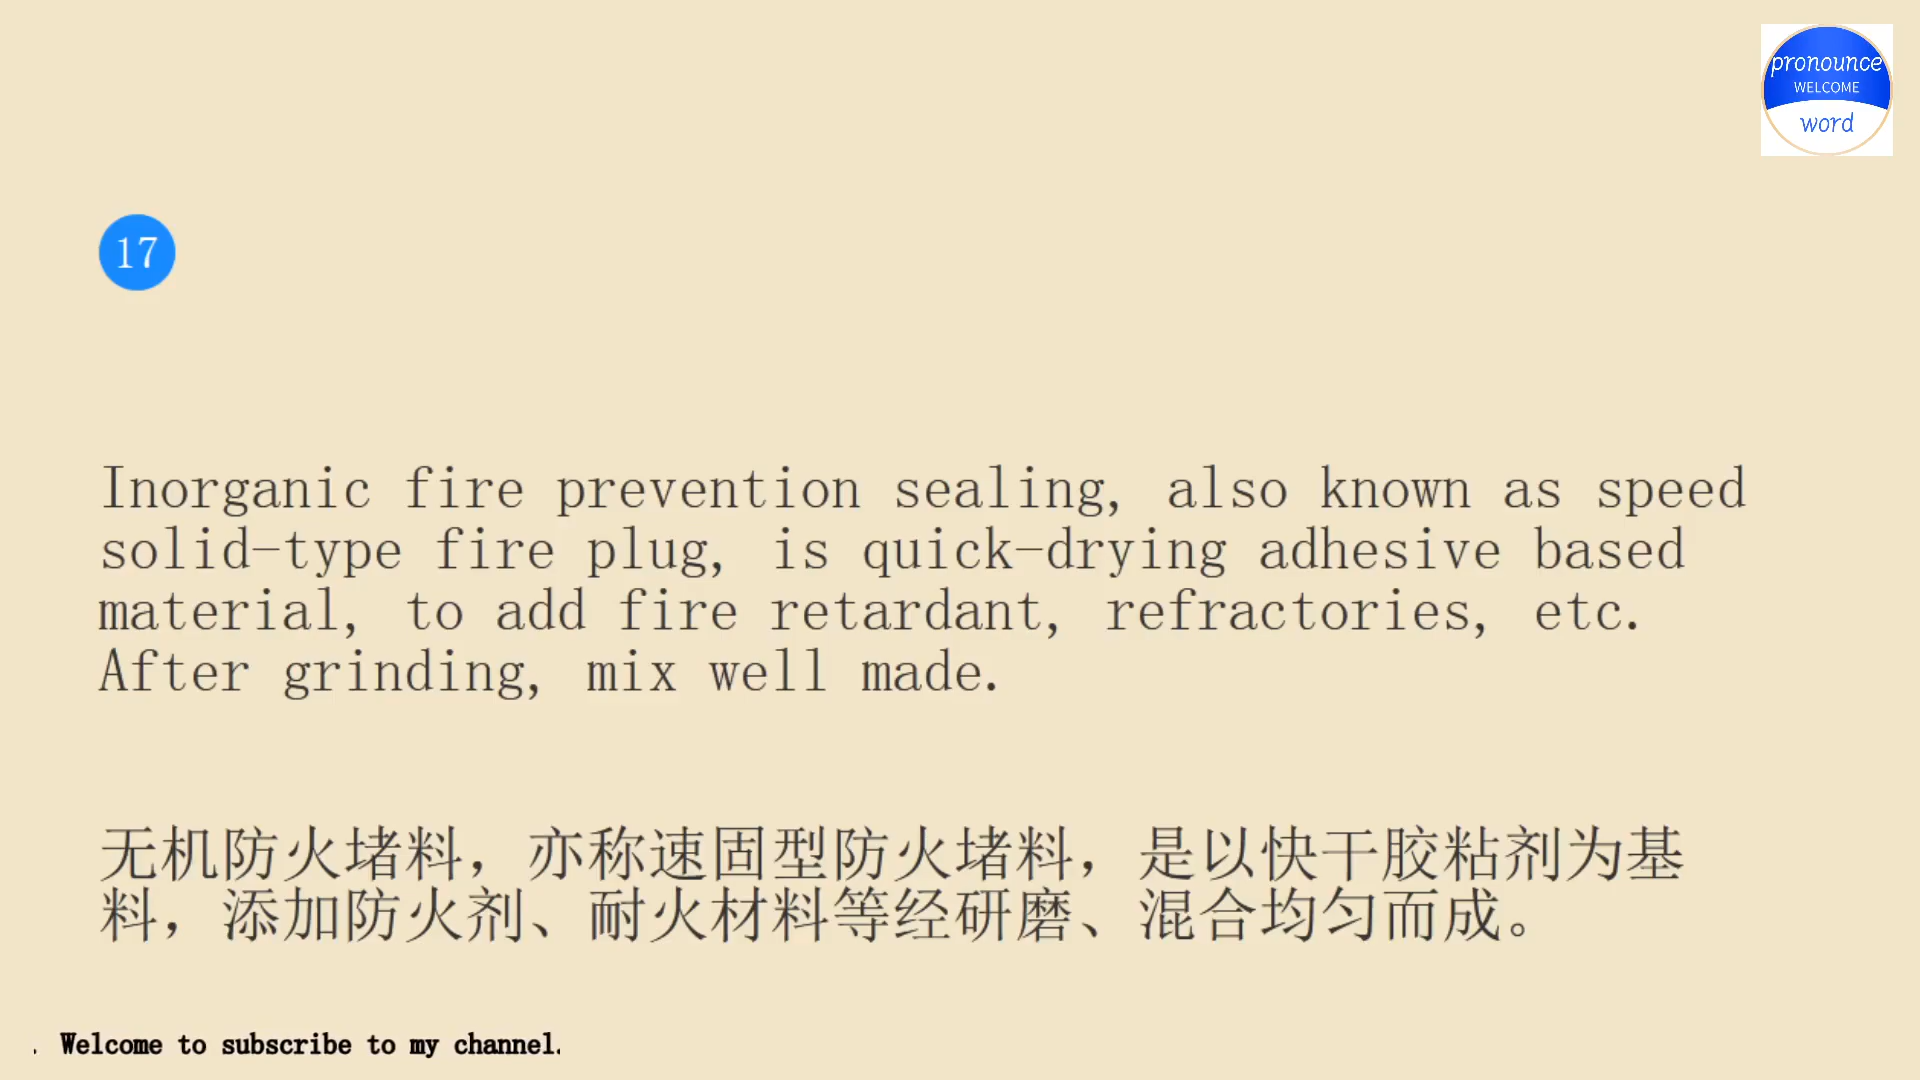 pronounce
WELCOME
word
17
Inorganic fire prevention sealing, also known as speed
solid-type fire plug, is quick-drying adhesive based
material, to add fire retardant, refractories, etc.
After grinding, mix well made.
无机防火堵料，亦称速固型防火堵料，是以快干胶粘剂为基
料，添加防火剂、耐火材料等经研磨、混合均匀而成。
. Welcome to subscribe to my channel.